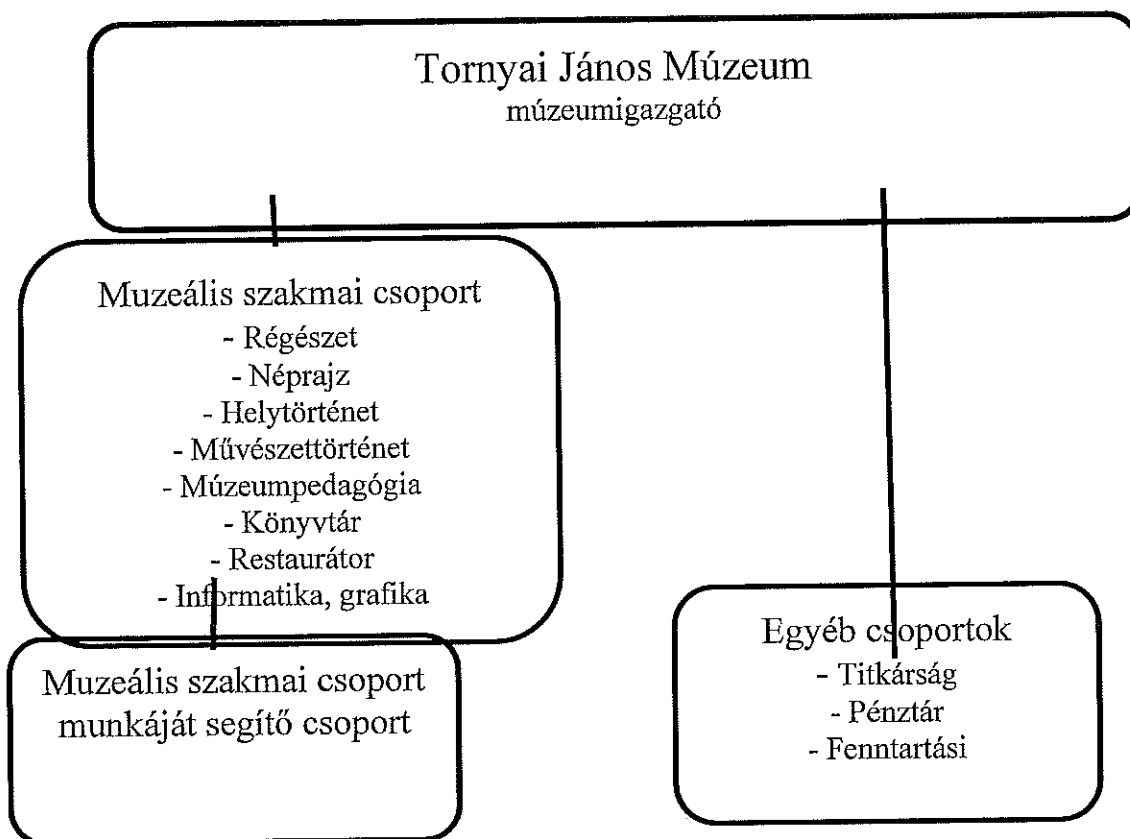 Tornyai János Múzeum
múzeumigazgató
Muzeális szakmai csoport
- Régészet
- Néprajz
- Helytörténet
- Művészettörténet
- Múzeumpedagógia
- Könyvtár
- Restaurátor
- Informatika, grafika
Muzeális szakmai csoport
munkáját segítő csoport
Egyéb csoportok
- Titkárság
- Pénztár
- Fenntartási